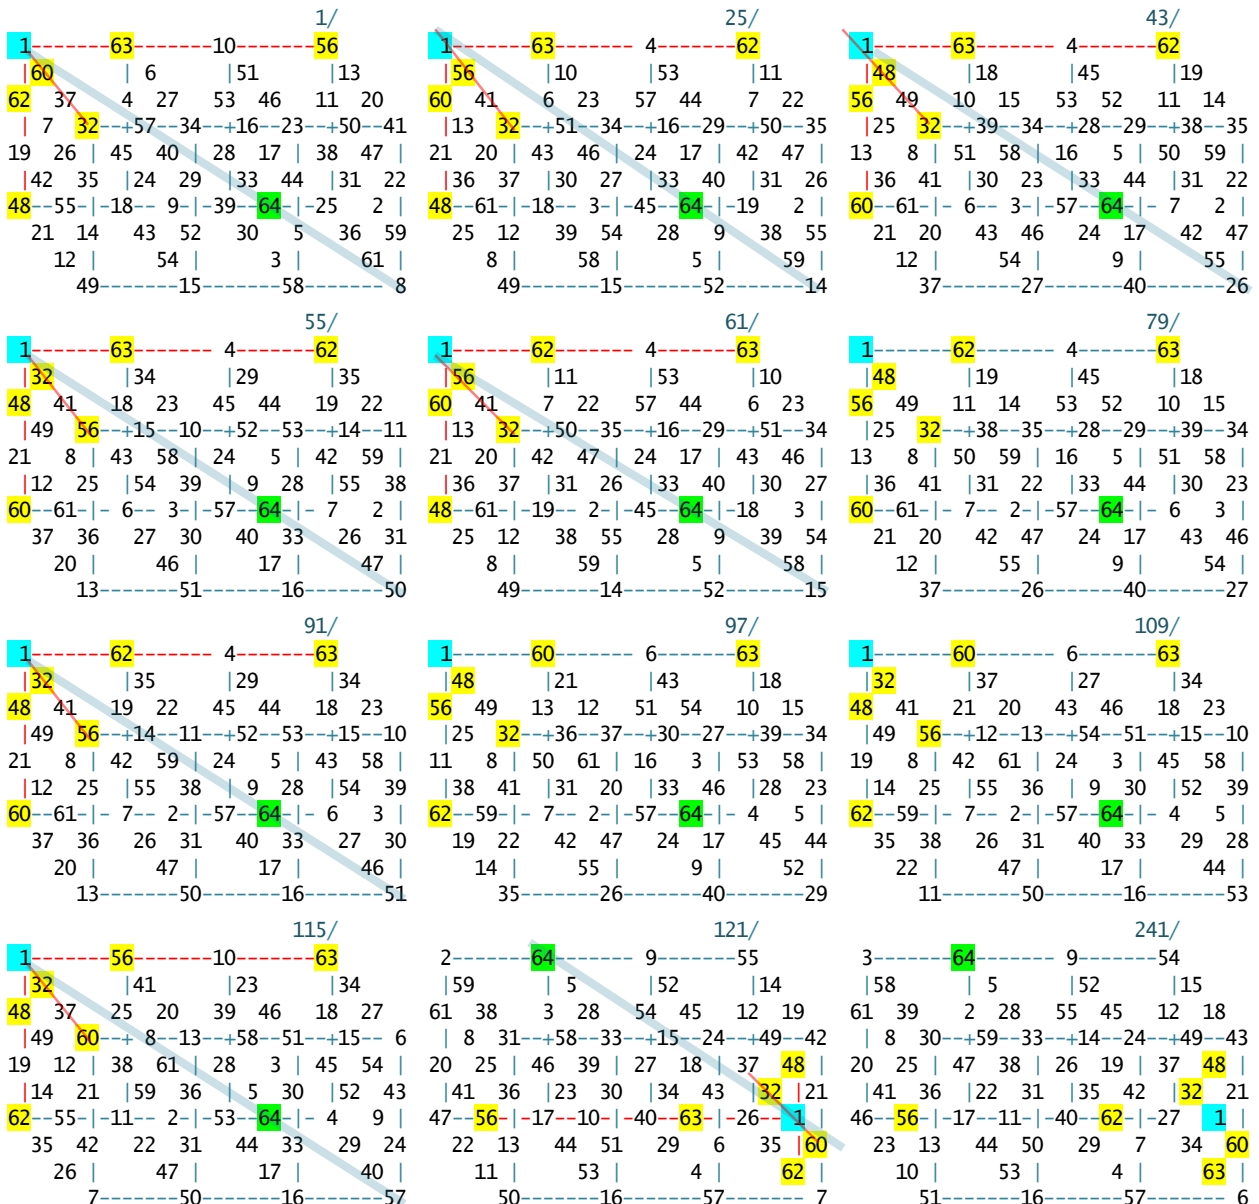 1/ 25/ 43/
1-------63-------10-------56 1-------63------- 4-------62 1-------63------- 4-------62
|60 | 6 |51 |13 |56 |10 |53 |11 |48 |18 |45 |19
62 37 4 27 53 46 11 20 60 41 6 23 57 44 7 22 56 49 10 15 53 52 11 14
| 7 32--+57--34--+16--23--+50--41 |13 32--+51--34--+16--29--+50--35 |25 32--+39--34--+28--29--+38--35
19 26 | 45 40 | 28 17 | 38 47 | 21 20 | 43 46 | 24 17 | 42 47 | 13 8 | 51 58 | 16 5 | 50 59 |
|42 35 |24 29 |33 44 |31 22 |36 37 |30 27 |33 40 |31 26 |36 41 |30 23 |33 44 |31 22
48--55-|-18-- 9-|-39--64-|-25-- 2 | 48--61-|-18-- 3-|-45--64-|-19-- 2 | 60--61-|- 6-- 3-|-57--64-|- 7-- 2 |
21 14 43 52 30 5 36 59 25 12 39 54 28 9 38 55 21 20 43 46 24 17 42 47
12 | 54 | 3 | 61 | 8 | 58 | 5 | 59 | 12 | 54 | 9 | 55 |
49-------15-------58------- 8 49-------15-------52-------14 37-------27-------40-------26
55/ 61/ 79/
1-------63------- 4-------62 1-------62------- 4-------63 1-------62------- 4-------63
|32 |34 |29 |35 |56 |11 |53 |10 |48 |19 |45 |18
48 41 18 23 45 44 19 22 60 41 7 22 57 44 6 23 56 49 11 14 53 52 10 15
|49 56--+15--10--+52--53--+14--11 |13 32--+50--35--+16--29--+51--34 |25 32--+38--35--+28--29--+39--34
21 8 | 43 58 | 24 5 | 42 59 | 21 20 | 42 47 | 24 17 | 43 46 | 13 8 | 50 59 | 16 5 | 51 58 |
|12 25 |54 39 | 9 28 |55 38 |36 37 |31 26 |33 40 |30 27 |36 41 |31 22 |33 44 |30 23
60--61-|- 6-- 3-|-57--64-|- 7-- 2 | 48--61-|-19-- 2-|-45--64-|-18-- 3 | 60--61-|- 7-- 2-|-57--64-|- 6-- 3 |
37 36 27 30 40 33 26 31 25 12 38 55 28 9 39 54 21 20 42 47 24 17 43 46
20 | 46 | 17 | 47 | 8 | 59 | 5 | 58 | 12 | 55 | 9 | 54 |
13-------51-------16-------50 49-------14-------52-------15 37-------26-------40-------27
91/ 97/ 109/
1-------62------- 4-------63 1-------60------- 6-------63 1-------60------- 6-------63
|32 |35 |29 |34 |48 |21 |43 |18 |32 |37 |27 |34
48 41 19 22 45 44 18 23 56 49 13 12 51 54 10 15 48 41 21 20 43 46 18 23
|49 56--+14--11--+52--53--+15--10 |25 32--+36--37--+30--27--+39--34 |49 56--+12--13--+54--51--+15--10
21 8 | 42 59 | 24 5 | 43 58 | 11 8 | 50 61 | 16 3 | 53 58 | 19 8 | 42 61 | 24 3 | 45 58 |
|12 25 |55 38 | 9 28 |54 39 |38 41 |31 20 |33 46 |28 23 |14 25 |55 36 | 9 30 |52 39
60--61-|- 7-- 2-|-57--64-|- 6-- 3 | 62--59-|- 7-- 2-|-57--64-|- 4-- 5 | 62--59-|- 7-- 2-|-57--64-|- 4-- 5 |
37 36 26 31 40 33 27 30 19 22 42 47 24 17 45 44 35 38 26 31 40 33 29 28
20 | 47 | 17 | 46 | 14 | 55 | 9 | 52 | 22 | 47 | 17 | 44 |
13-------50-------16-------51 35-------26-------40-------29 11-------50-------16-------53
115/ 121/ 241/
1-------56-------10-------63 2-------64------- 9-------55 3-------64------- 9-------54
|32 |41 |23 |34 |59 | 5 |52 |14 |58 | 5 |52 |15
48 37 25 20 39 46 18 27 61 38 3 28 54 45 12 19 61 39 2 28 55 45 12 18
|49 60--+ 8--13--+58--51--+15-- 6 | 8 31--+58--33--+15--24--+49--42 | 8 30--+59--33--+14--24--+49--43
19 12 | 38 61 | 28 3 | 45 54 | 20 25 | 46 39 | 27 18 | 37 48 | 20 25 | 47 38 | 26 19 | 37 48 |
|14 21 |59 36 | 5 30 |52 43 |41 36 |23 30 |34 43 |32 |21 |41 36 |22 31 |35 42 |32 21
62--55-|-11-- 2-|-53--64-|- 4-- 9 | 47--56-|-17--10-|-40--63-|-26-- 1 | 46--56-|-17--11-|-40--62-|-27 1 |
35 42 22 31 44 33 29 24 22 13 44 51 29 6 35 60 23 13 44 50 29 7 34 60
26 | 47 | 17 | 40 | 11 | 53 | 4 | 62 | 10 | 53 | 4 | 63 |
7-------50-------16-------57 50-------16-------57------- 7 51-------16-------57------- 6